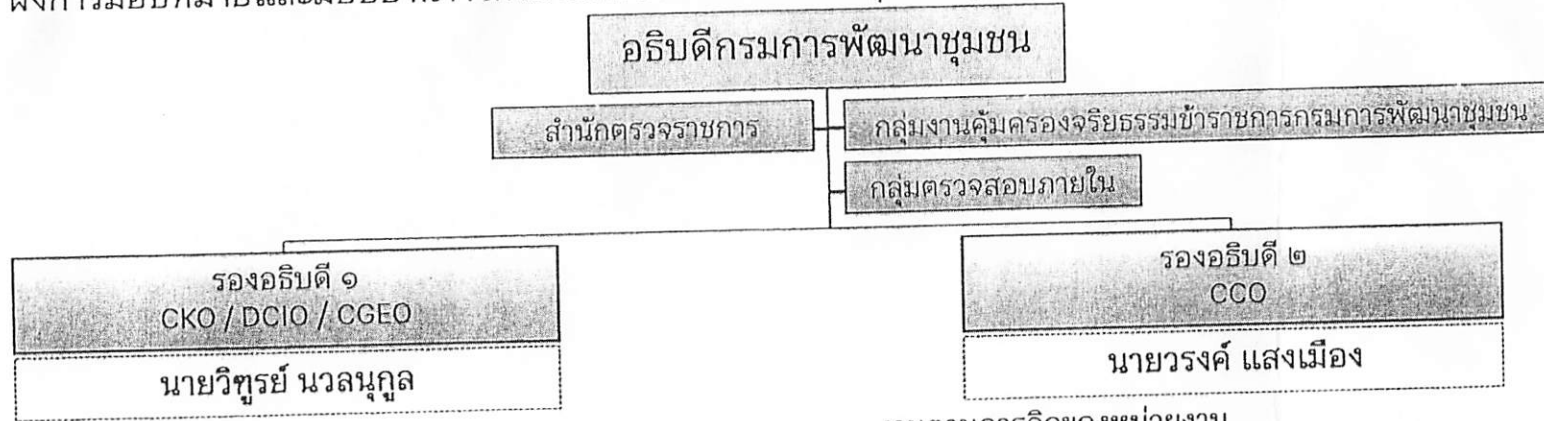 อธิบดีกรมการพัฒนาชุมชน
สำนักตรวจราชการ
กลุ่มงานคุ้มครองจริยธรรมข้าราชการกรมการพัฒนาชุมชน
กลุ่มตรวจสอบภายใน
รองอธิบดี ๑
CKO / DCIO / CGEO
นายวิฑูรย์ นวลนุกูล
รองอธิบดี ๒
CCO
นายวรงค์ แสงเมือง